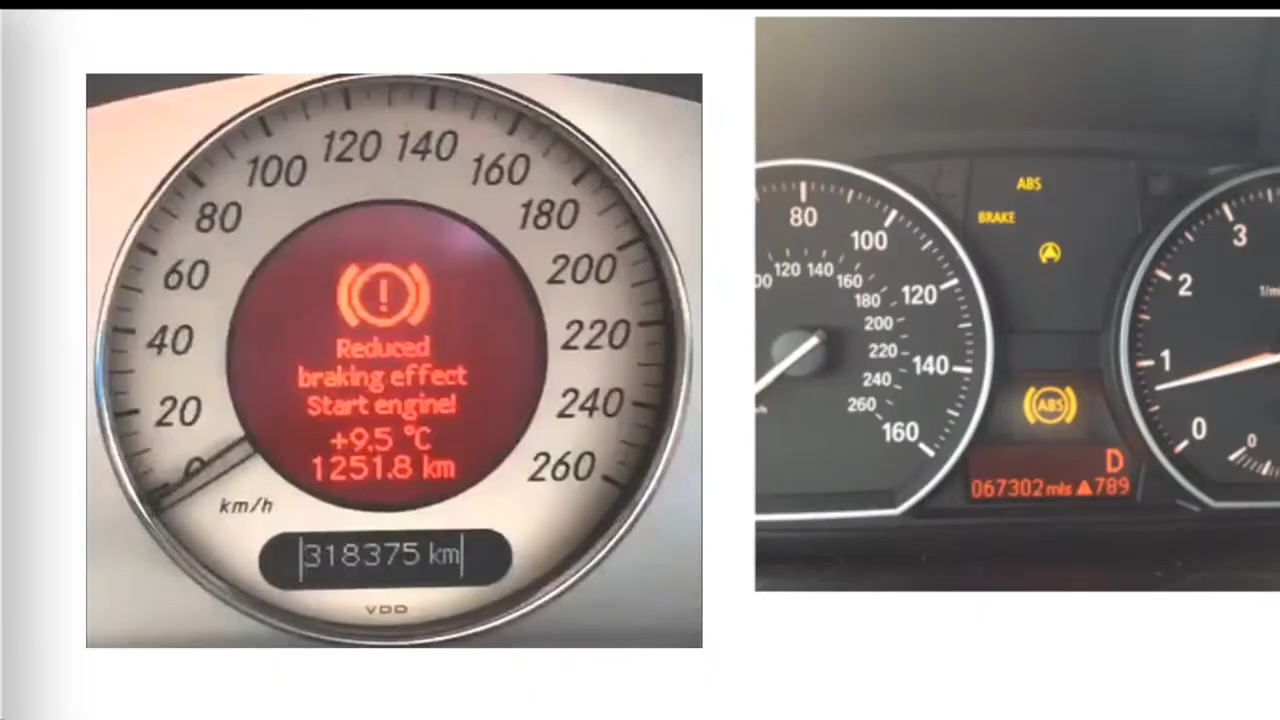 120 140
100 160
80 180
60 200
40 220
20 240
0 260
!
Reduced
braking effect
Start engine!
+9.5 °C
1251.8 km
km/h
318375 km
VDO
ABS
BRAKE
80
100
120
140
160
120 140
160
180
200
220
240
260
ABS
D
067302 mls ▲789
3
2
1
0
0